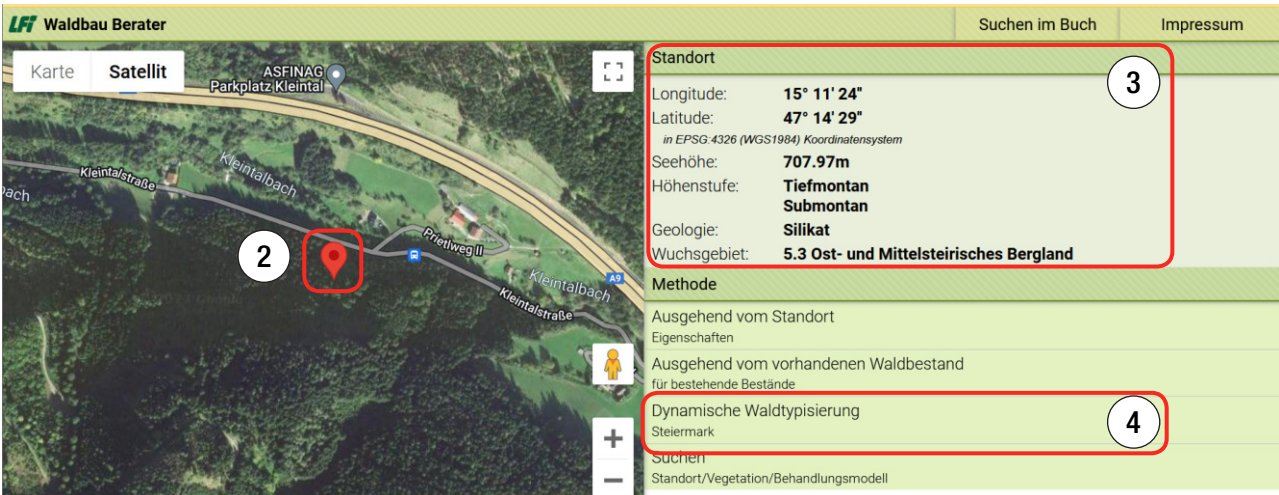 LFI Waldbau Berater
Suchen im Buch
Impressum
Karte
Satellit
ASFINAG
Parkplatz Kleintal
Kleintalstraße
Kleintalbach
bach
2
Prietlweg II
A9
Kleintalbach
Kleintalstraße
+
−
Standort
3
Longitude: 15° 11' 24"
Latitude: 47° 14' 29"
in EPSG:4326 (WGS1984) Koordinatensystem
Seehöhe: 707.97m
Höhenstufe: Tiefmontan
Submontan
Geologie: Silikat
Wuchsgebiet: 5.3 Ost- und Mittelsteirisches Bergland
Methode
Ausgehend vom Standort
Eigenschaften
Ausgehend vom vorhandenen Waldbestand
für bestehende Bestände
Dynamische Waldtypisierung
Steiermark
4
Suchen
Standort/Vegetation/Behandlungsmodell